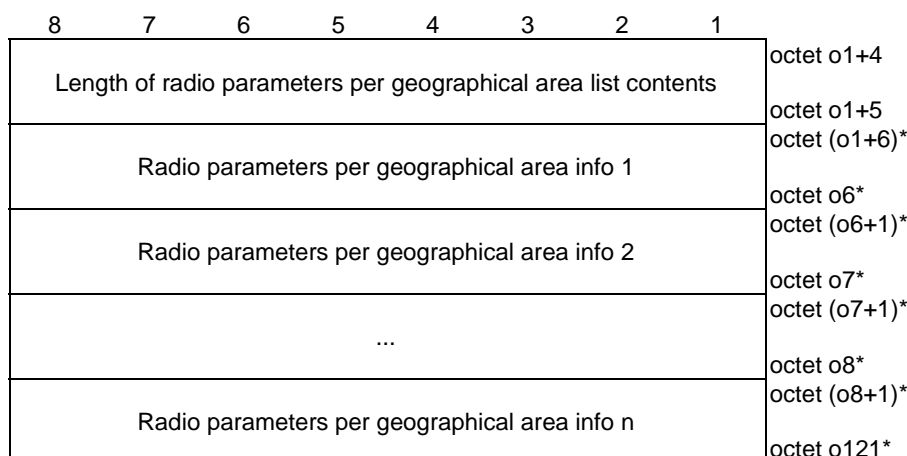 8 7 6 5 4 3 2 1
octet o1+4
Length of radio parameters per geographical area list contents
octet o1+5
octet (o1+6)*
Radio parameters per geographical area info 1
octet o6*
octet (o6+1)*
Radio parameters per geographical area info 2
octet o7*
octet (o7+1)*
...
octet o8*
octet (o8+1)*
Radio parameters per geographical area info n
octet o121*